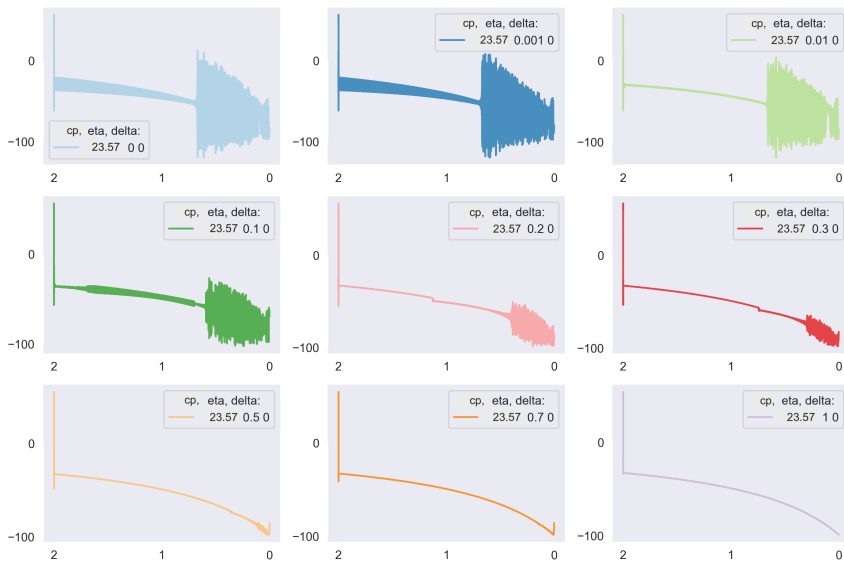 cp, eta, delta:
23.57 0.001 0
cp, eta, delta:
23.57 0.01 0
0
−100
cp, eta, delta:
23.57 0 0
2 1 0
0
−100
2 1 0
0
−100
2 1 0
cp, eta, delta:
23.57 0.1 0
cp, eta, delta:
23.57 0.2 0
cp, eta, delta:
23.57 0.3 0
0
−100
2 1 0
0
−100
2 1 0
0
−100
2 1 0
cp, eta, delta:
23.57 0.5 0
cp, eta, delta:
23.57 0.7 0
cp, eta, delta:
23.57 1 0
0
−100
2 1 0
0
−100
2 1 0
0
−100
2 1 0